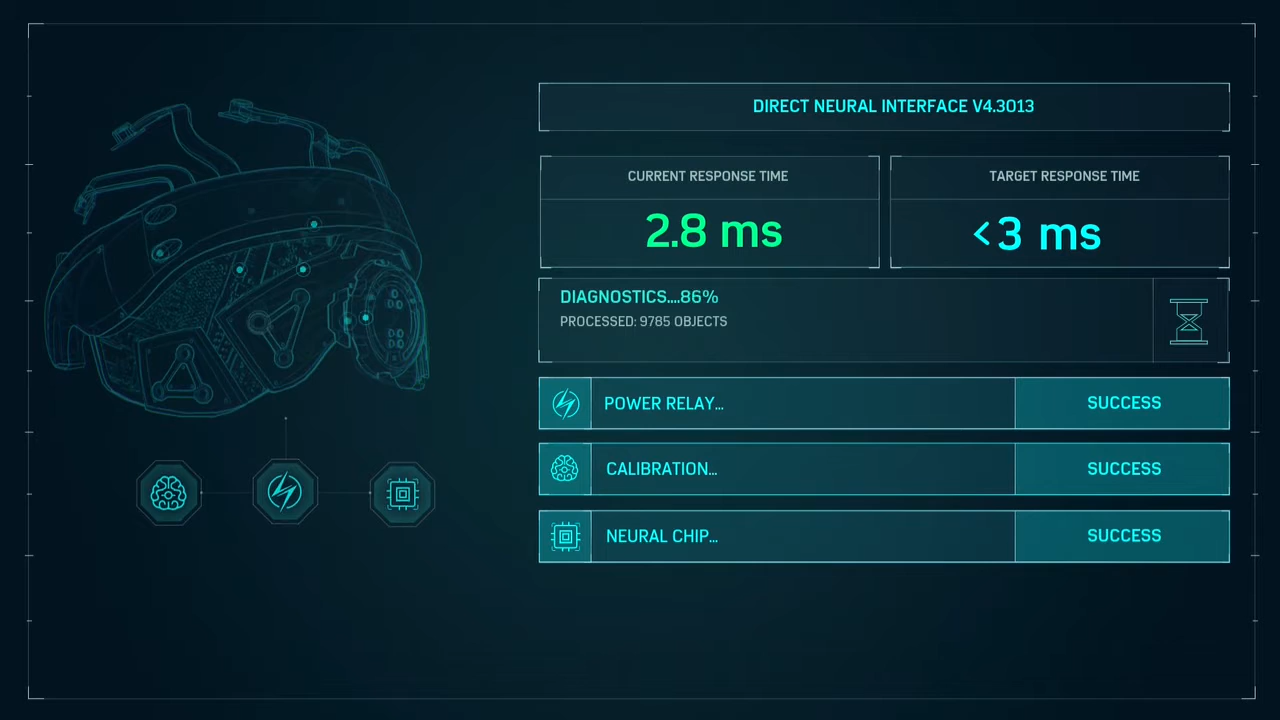 DIRECT NEURAL INTERFACE V4.3013
CURRENT RESPONSE TIME
2.8 ms
TARGET RESPONSE TIME
<3 ms
DIAGNOSTICS....86%
PROCESSED: 9785 OBJECTS
POWER RELAY...
SUCCESS
CALIBRATION...
SUCCESS
NEURAL CHIP...
SUCCESS